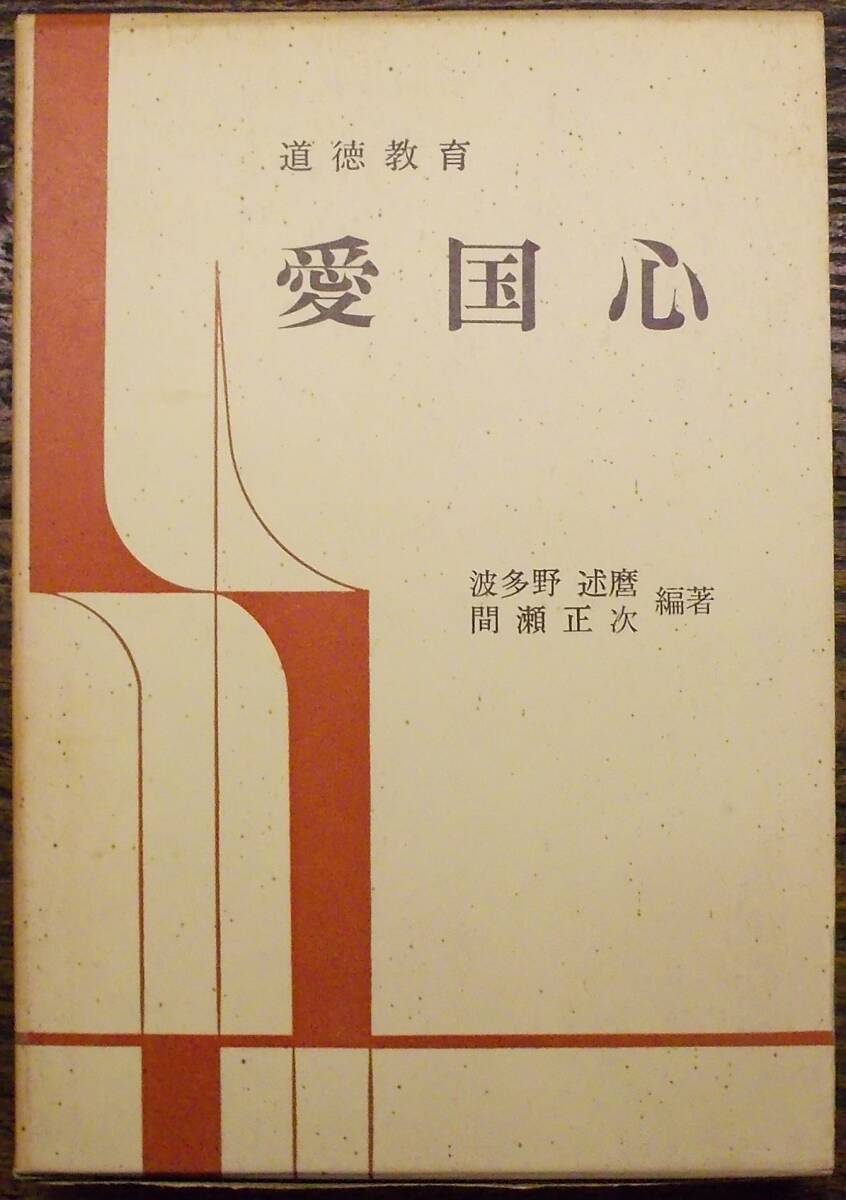 道徳教育
愛国心
波多野 述麿
間瀬正次
編著